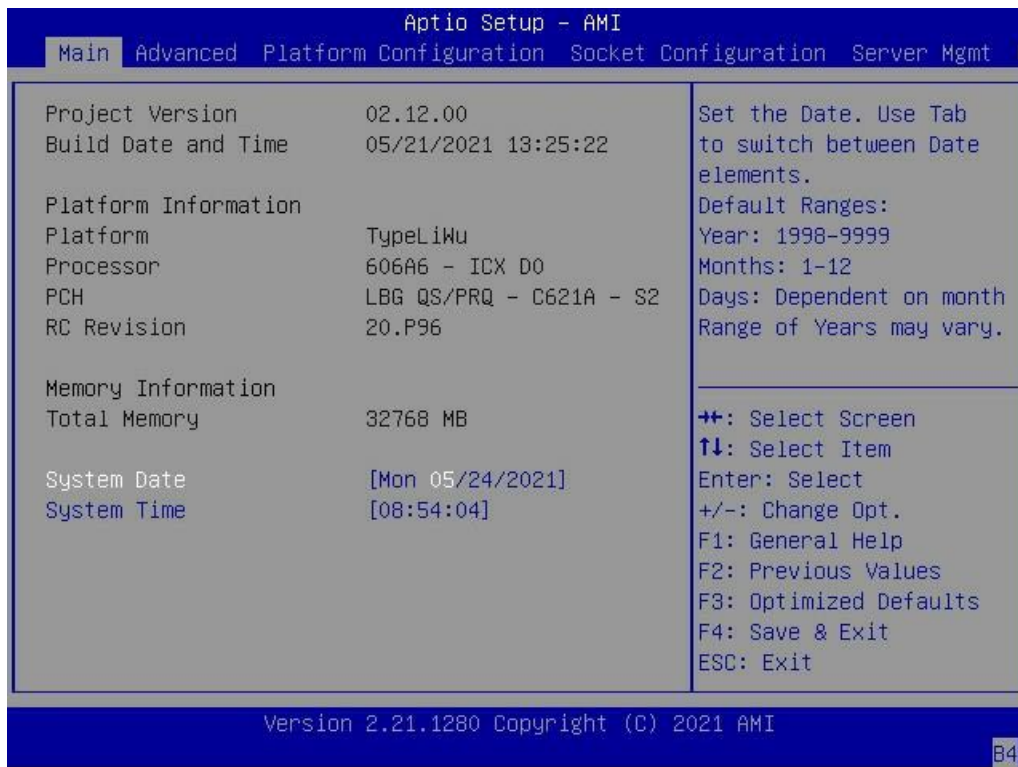 Aptio Setup - AMI
Main Advanced Platform Configuration Socket Configuration Server Mgmt
Project Version 02.12.00
Build Date and Time 05/21/2021 13:25:22
Platform Information
Platform TypeLiWu
Processor 606A6 - ICX D0
PCH LBG QS/PRQ - C621A - S2
RC Revision 20.P96
Memory Information
Total Memory 32768 MB
System Date [Mon 05/24/2021]
System Time [08:54:04]
Set the Date. Use Tab
to switch between Date
elements.
Default Ranges:
Year: 1998-9999
Months: 1-12
Days: Dependent on month
Range of Years may vary.
→←: Select Screen
↑↓: Select Item
Enter: Select
+/-: Change Opt.
F1: General Help
F2: Previous Values
F3: Optimized Defaults
F4: Save & Exit
ESC: Exit
Version 2.21.1280 Copyright (C) 2021 AMI
B4